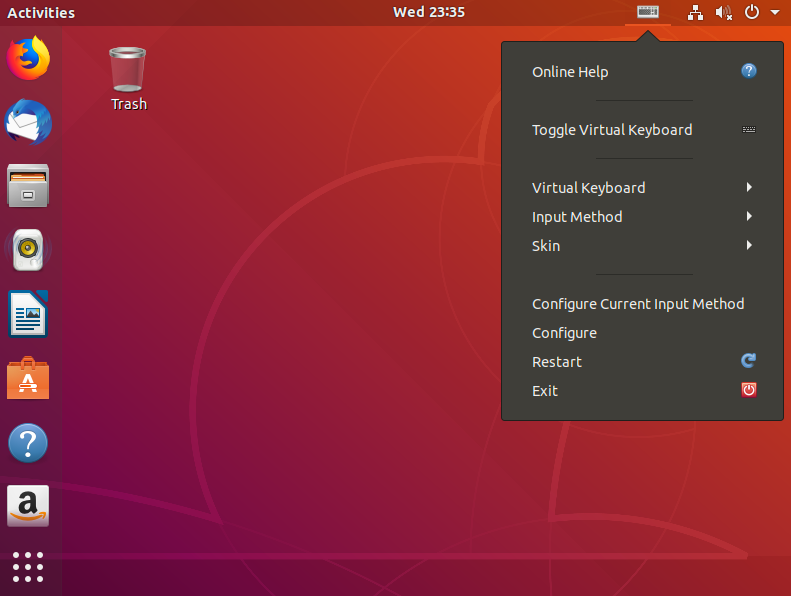 Activities
Wed 23:35
Trash
Online Help
Toggle Virtual Keyboard
Virtual Keyboard
Input Method
Skin
Configure Current Input Method
Configure
Restart
Exit